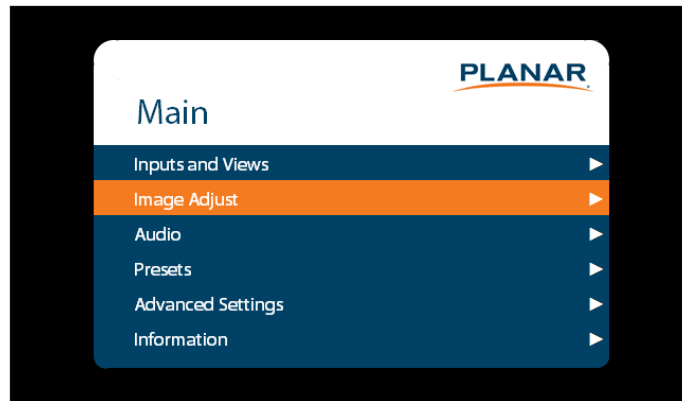 PLANAR
Main
Inputs and Views
Image Adjust
Audio
Presets
Advanced Settings
Information